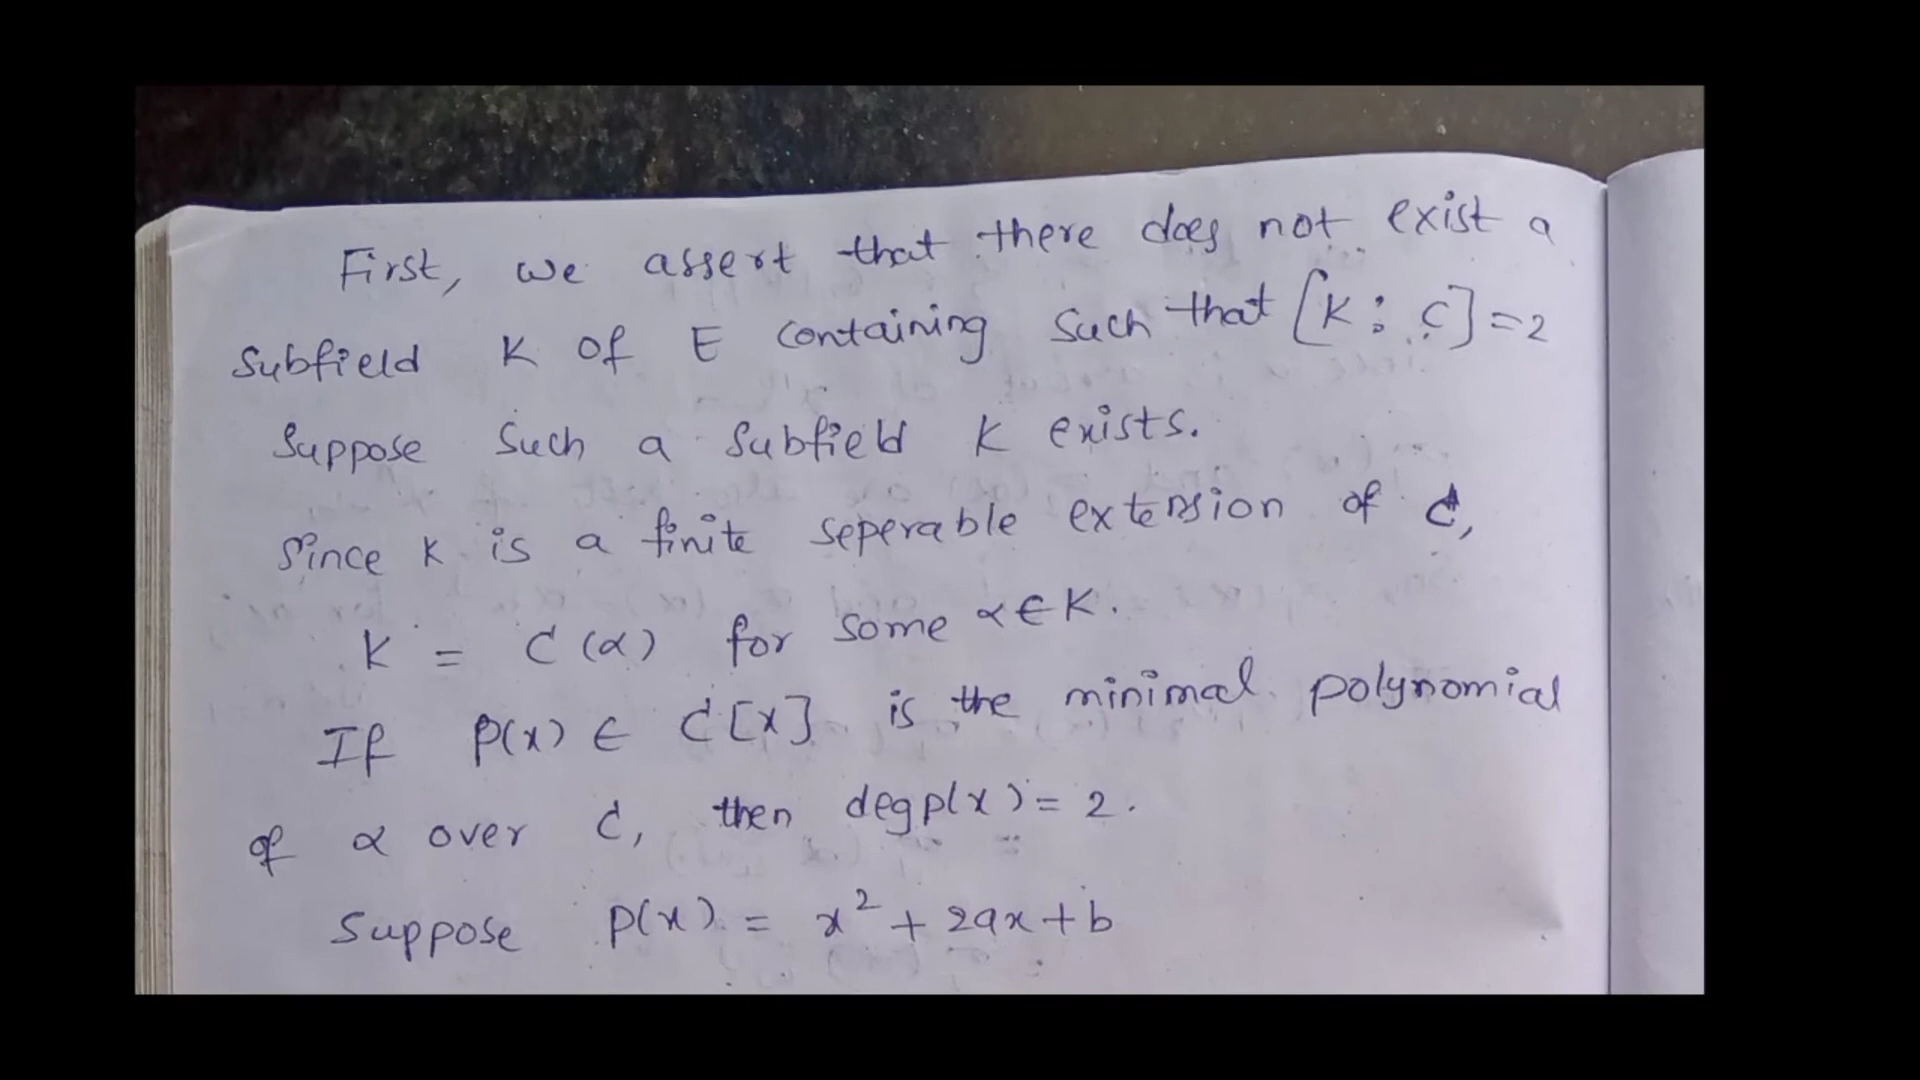 First, we assert that there does not exist a
Subfield K of E containing such that [K : C] = 2
Suppose such a subfield K exists.
Since K is a finite seperable extension of C,
K = C(α) for some α ∈ K.
If p(x) ∈ C[x] is the minimal polynomial
of α over C, then deg p(x) = 2.
Suppose p(x) = x² + 2ax + b